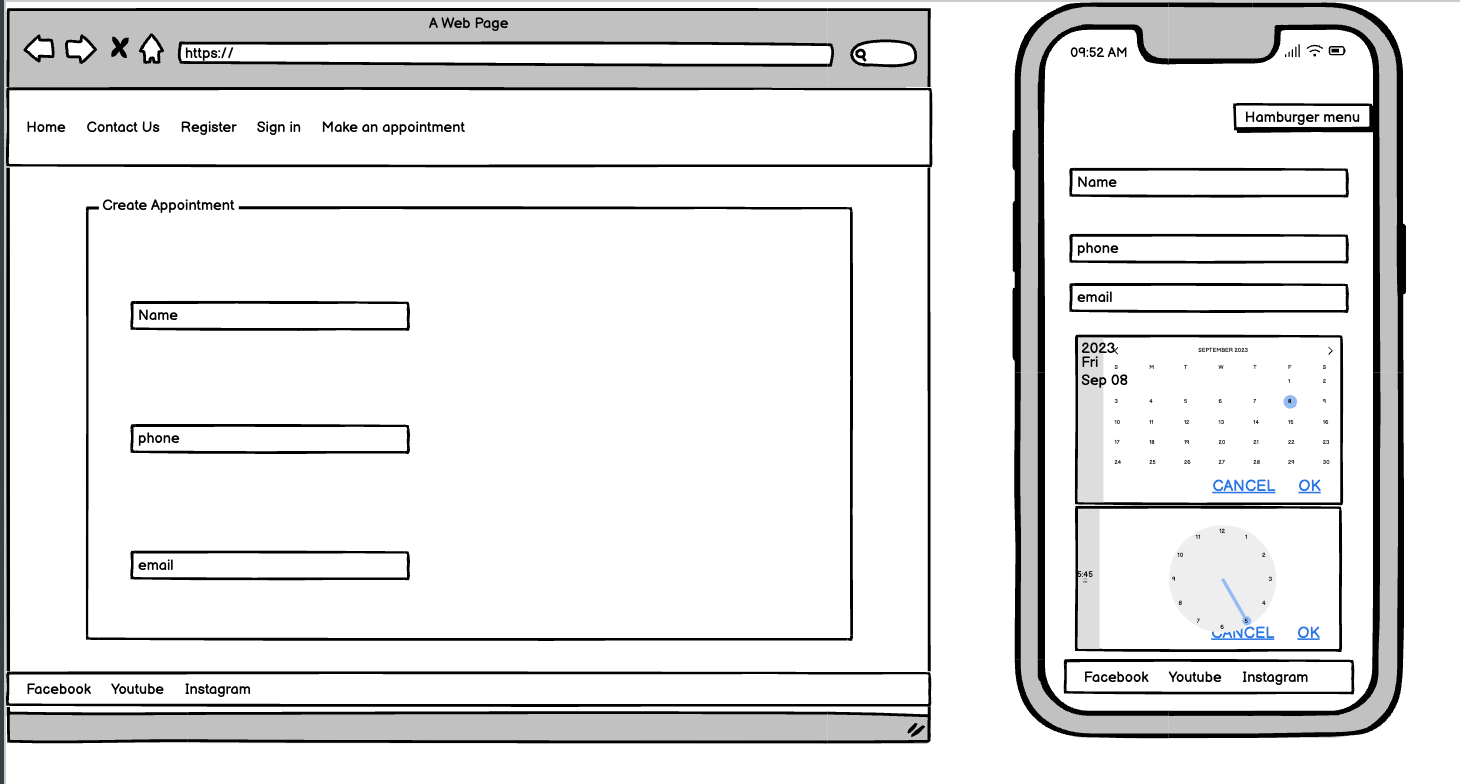 A Web Page
https://
Home Contact Us Register Sign in Make an appointment
Create Appointment
Name
phone
email
Facebook Youtube Instagram
09:52 AM
Hamburger menu
Name
phone
email
2023
Fri
Sep 08
SEPTEMBER 2023
S M T W T F S
1 2
3 4 5 6 7 8 9
10 11 12 13 14 15 16
17 18 19 20 21 22 23
24 25 26 27 28 29 30
CANCEL OK
5:45
12
11 1
10 2
9 3
8 4
7 5
6
CANCEL OK
Facebook Youtube Instagram